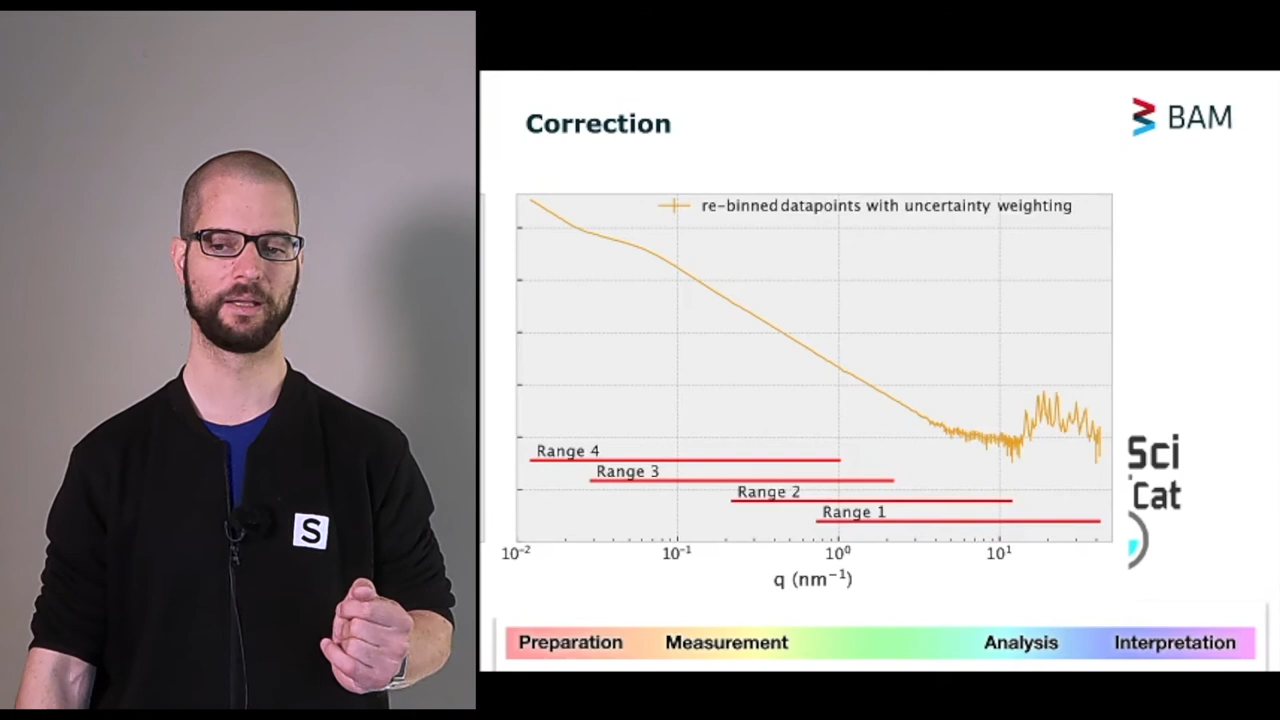 S
Correction
BAM
re-binned datapoints with uncertainty weighting
Range 4
Range 3
Range 2
Range 1
10⁻² 10⁻¹ 10⁰ 10¹
q (nm⁻¹)
Sci
Cat
Preparation Measurement Analysis Interpretation